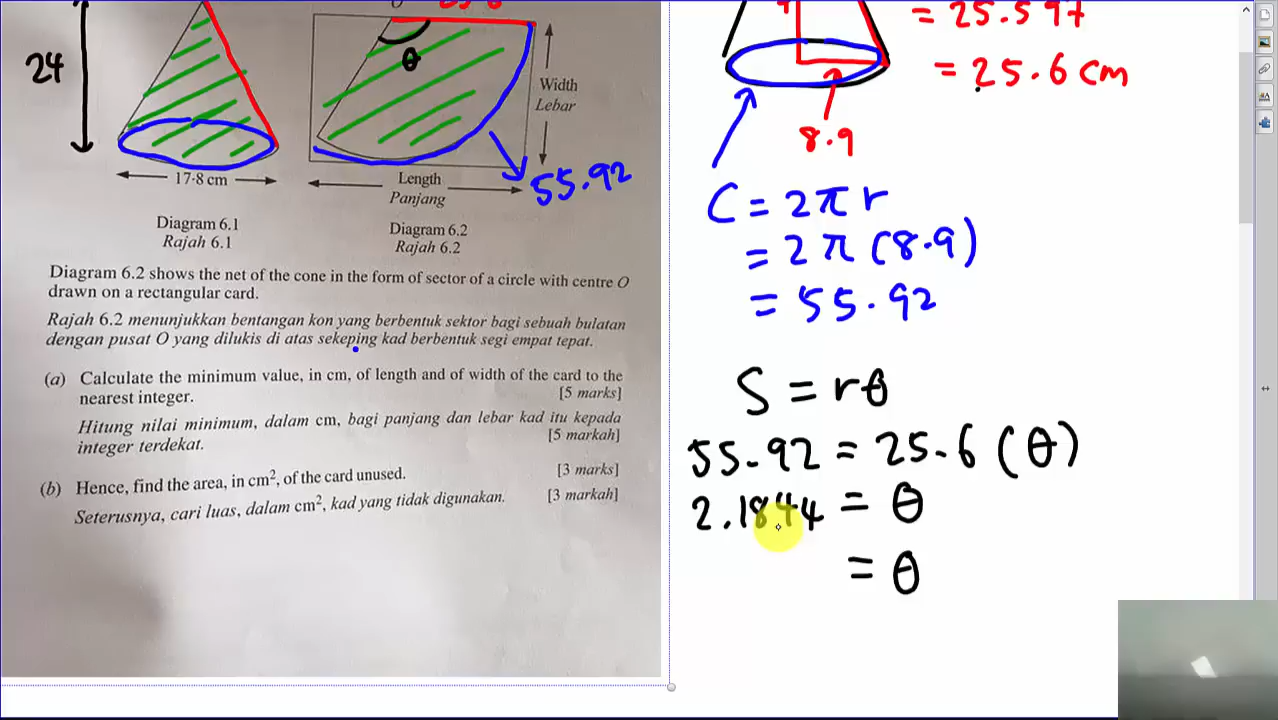 24
θ
Width
Lebar
17·8 cm
Length
Panjang
55.92
Diagram 6.1
Rajah 6.1
Diagram 6.2
Rajah 6.2
Diagram 6.2 shows the net of the cone in the form of sector of a circle with centre O
drawn on a rectangular card.
Rajah 6.2 menunjukkan bentangan kon yang berbentuk sektor bagi sebuah bulatan
dengan pusat O yang dilukis di atas sekeping kad berbentuk segi empat tepat.
(a) Calculate the minimum value, in cm, of length and of width of the card to the
nearest integer. [5 marks]
Hitung nilai minimum, dalam cm, bagi panjang dan lebar kad itu kepada
integer terdekat. [5 markah]
(b) Hence, find the area, in cm², of the card unused. [3 marks]
Seterusnya, cari luas, dalam cm², kad yang tidak digunakan. [3 markah]
= 25.597
= 25.6 cm
8.9
C = 2πr
= 2π(8.9)
= 55.92
S = rθ
55.92 = 25.6 (θ)
2.1844 = θ
= θ